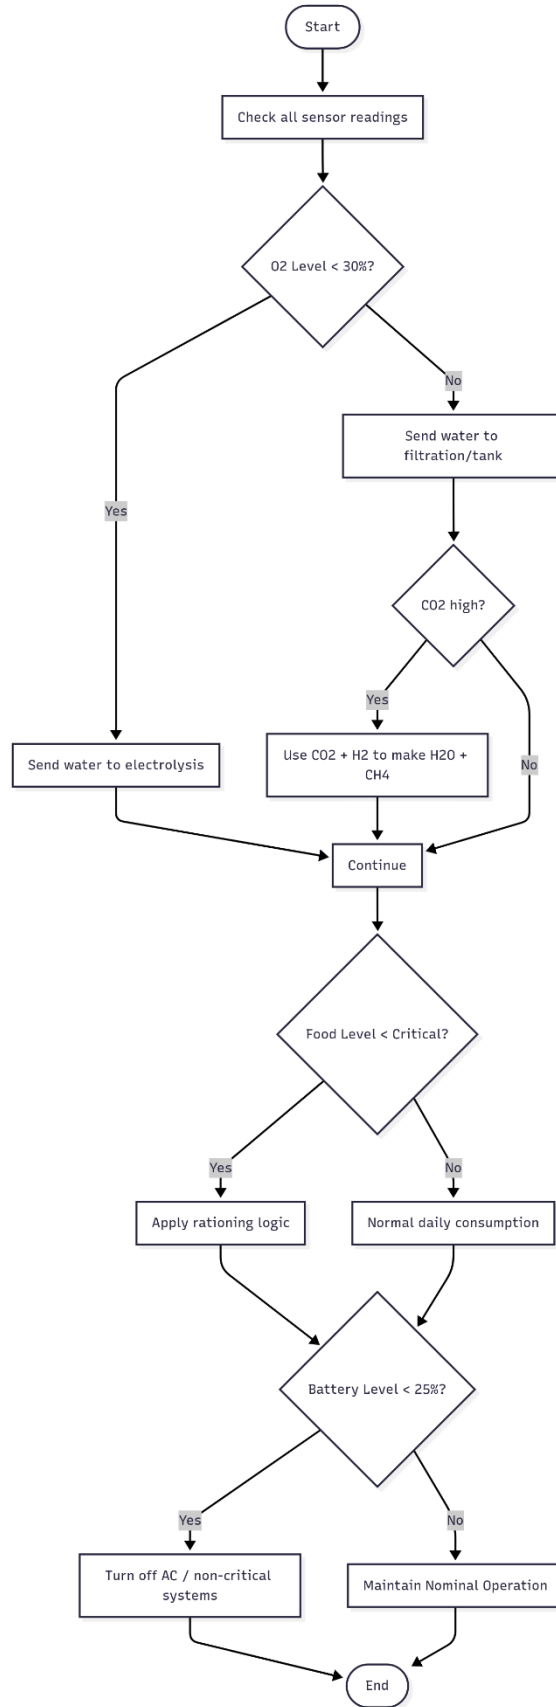 Start
Check all sensor readings
O2 Level < 30%?
No
Send water to
filtration/tank
Yes
CO2 high?
Yes
Use CO2 + H2 to make H2O +
CH4
No
Send water to electrolysis
Continue
Food Level < Critical?
Yes
No
Apply rationing logic
Normal daily consumption
Battery Level < 25%?
Yes
No
Turn off AC / non-critical
systems
Maintain Nominal Operation
End